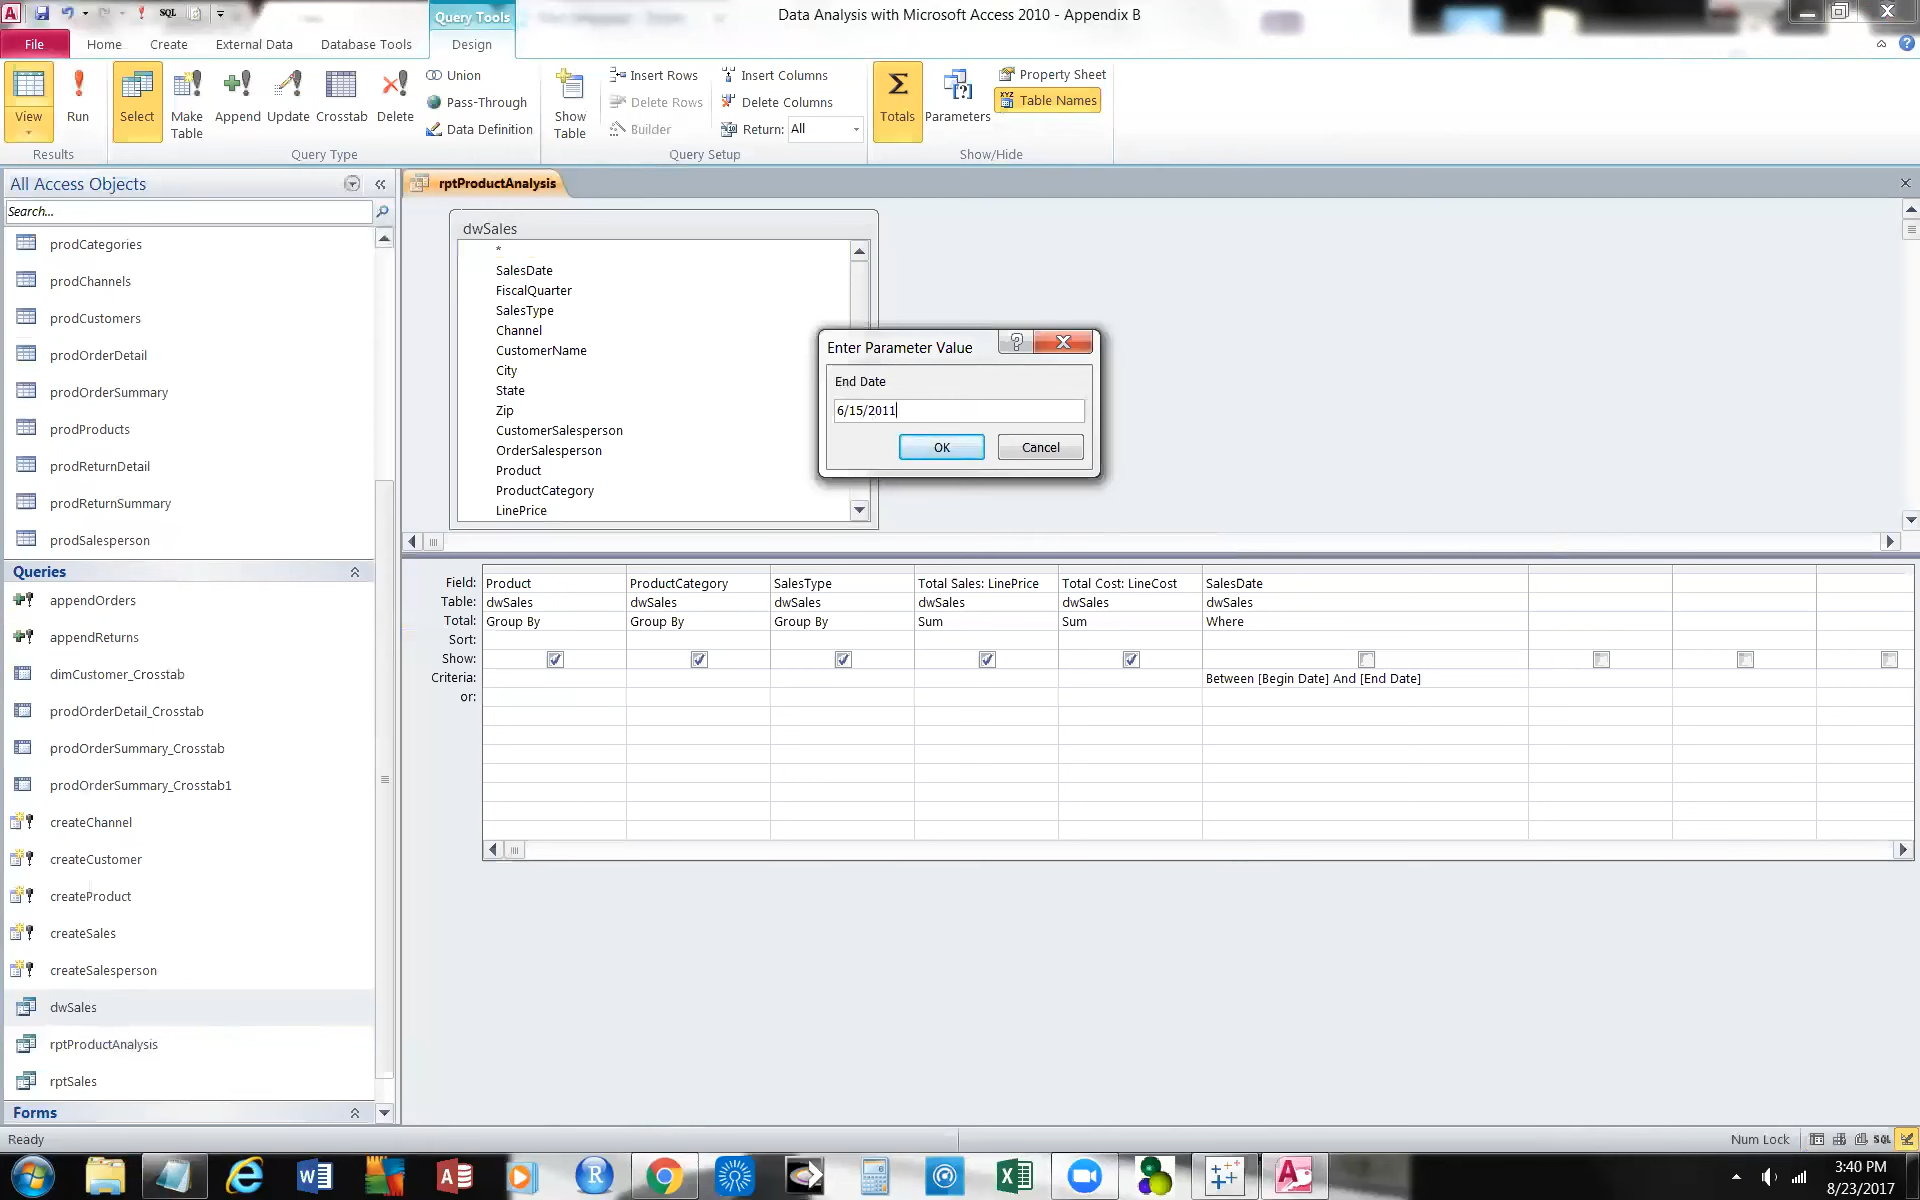 SQL
Query Tools
Data Analysis with Microsoft Access 2010 - Appendix B
File
Home
Create
External Data
Database Tools
Design
View
Run
Select
Make Table
Append
Update
Crosstab
Delete
Union
Pass-Through
Data Definition
Show Table
Insert Rows
Delete Rows
Builder
Insert Columns
Delete Columns
Return: All
Totals
Parameters
Property Sheet
Table Names
Results
Query Type
Query Setup
Show/Hide
All Access Objects
Search...
prodCategories
prodChannels
prodCustomers
prodOrderDetail
prodOrderSummary
prodProducts
prodReturnDetail
prodReturnSummary
prodSalesperson
Queries
appendOrders
appendReturns
dimCustomer_Crosstab
prodOrderDetail_Crosstab
prodOrderSummary_Crosstab
prodOrderSummary_Crosstab1
createChannel
createCustomer
createProduct
createSales
createSalesperson
dwSales
rptProductAnalysis
rptSales
Forms
rptProductAnalysis
dwSales
*
SalesDate
FiscalQuarter
SalesType
Channel
CustomerName
City
State
Zip
CustomerSalesperson
OrderSalesperson
Product
ProductCategory
LinePrice
Enter Parameter Value
End Date
6/15/2011
OK
Cancel
Field: Product ProductCategory SalesType Total Sales: LinePrice Total Cost: LineCost SalesDate
Table: dwSales dwSales dwSales dwSales dwSales dwSales
Total: Group By Group By Group By Sum Sum Where
Sort:
Show:
Criteria: Between [Begin Date] And [End Date]
or:
Ready
Num Lock
SQL
3:40 PM
8/23/2017